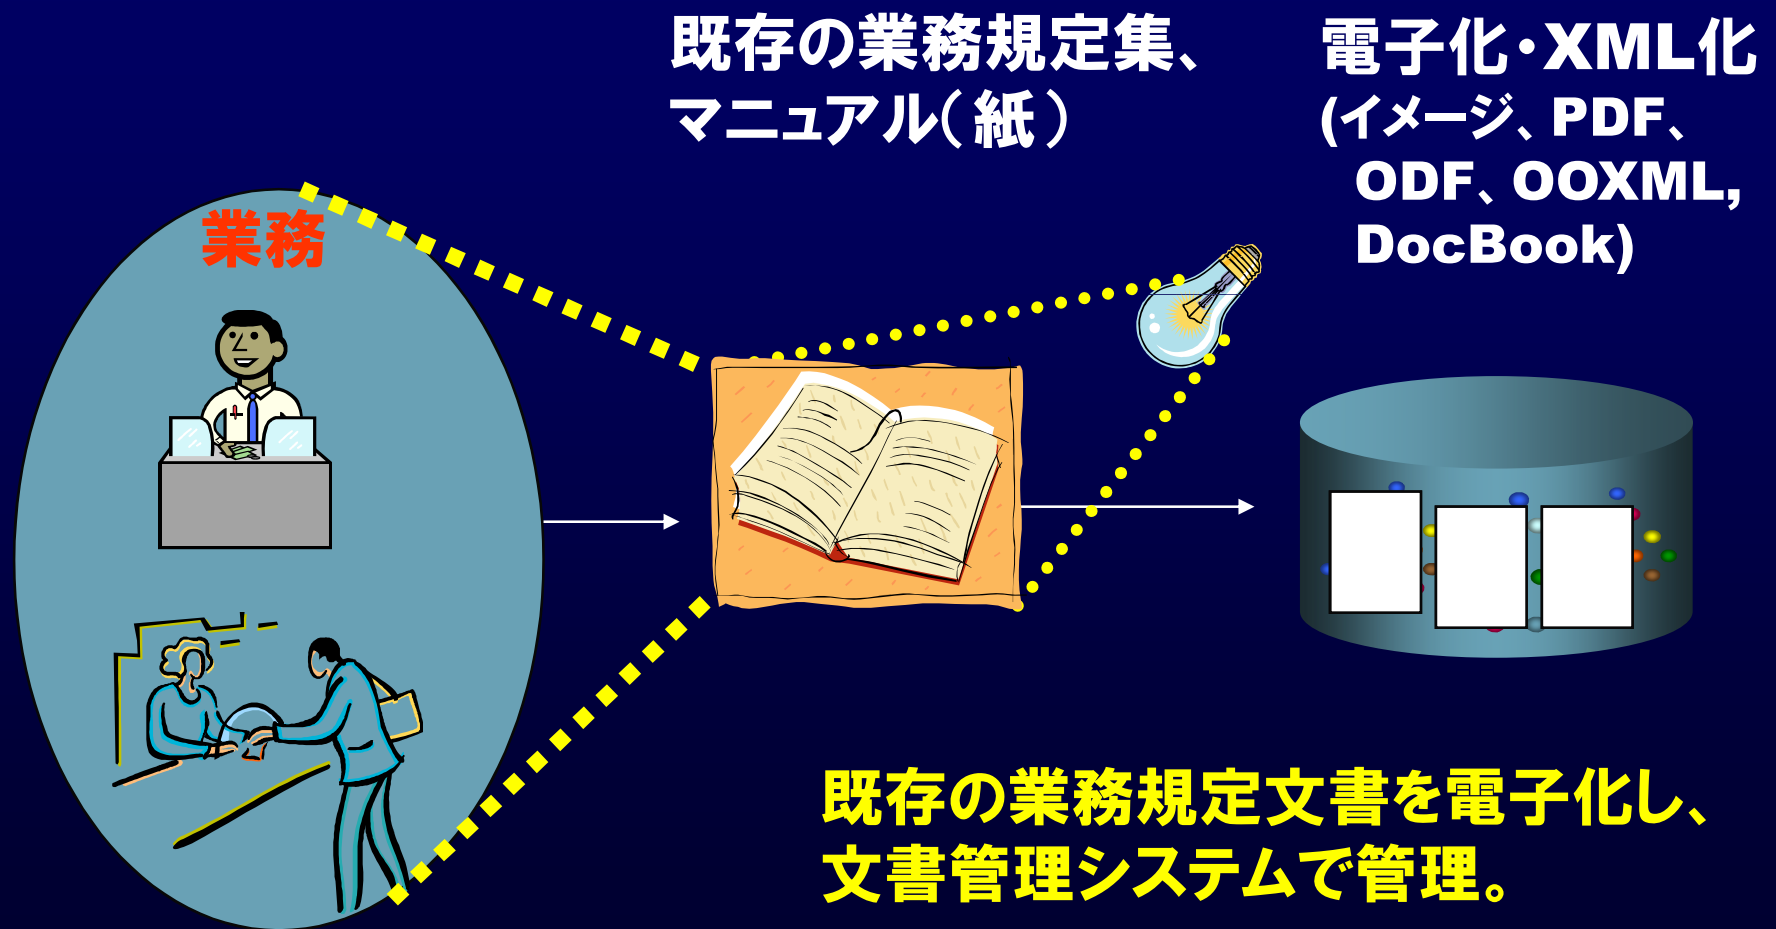 既存の業務規定集、
マニュアル(紙)
電子化・XML化
(イメージ、PDF、
ODF、OOXML,
DocBook)
業務
既存の業務規定文書を電子化し、
文書管理システムで管理。